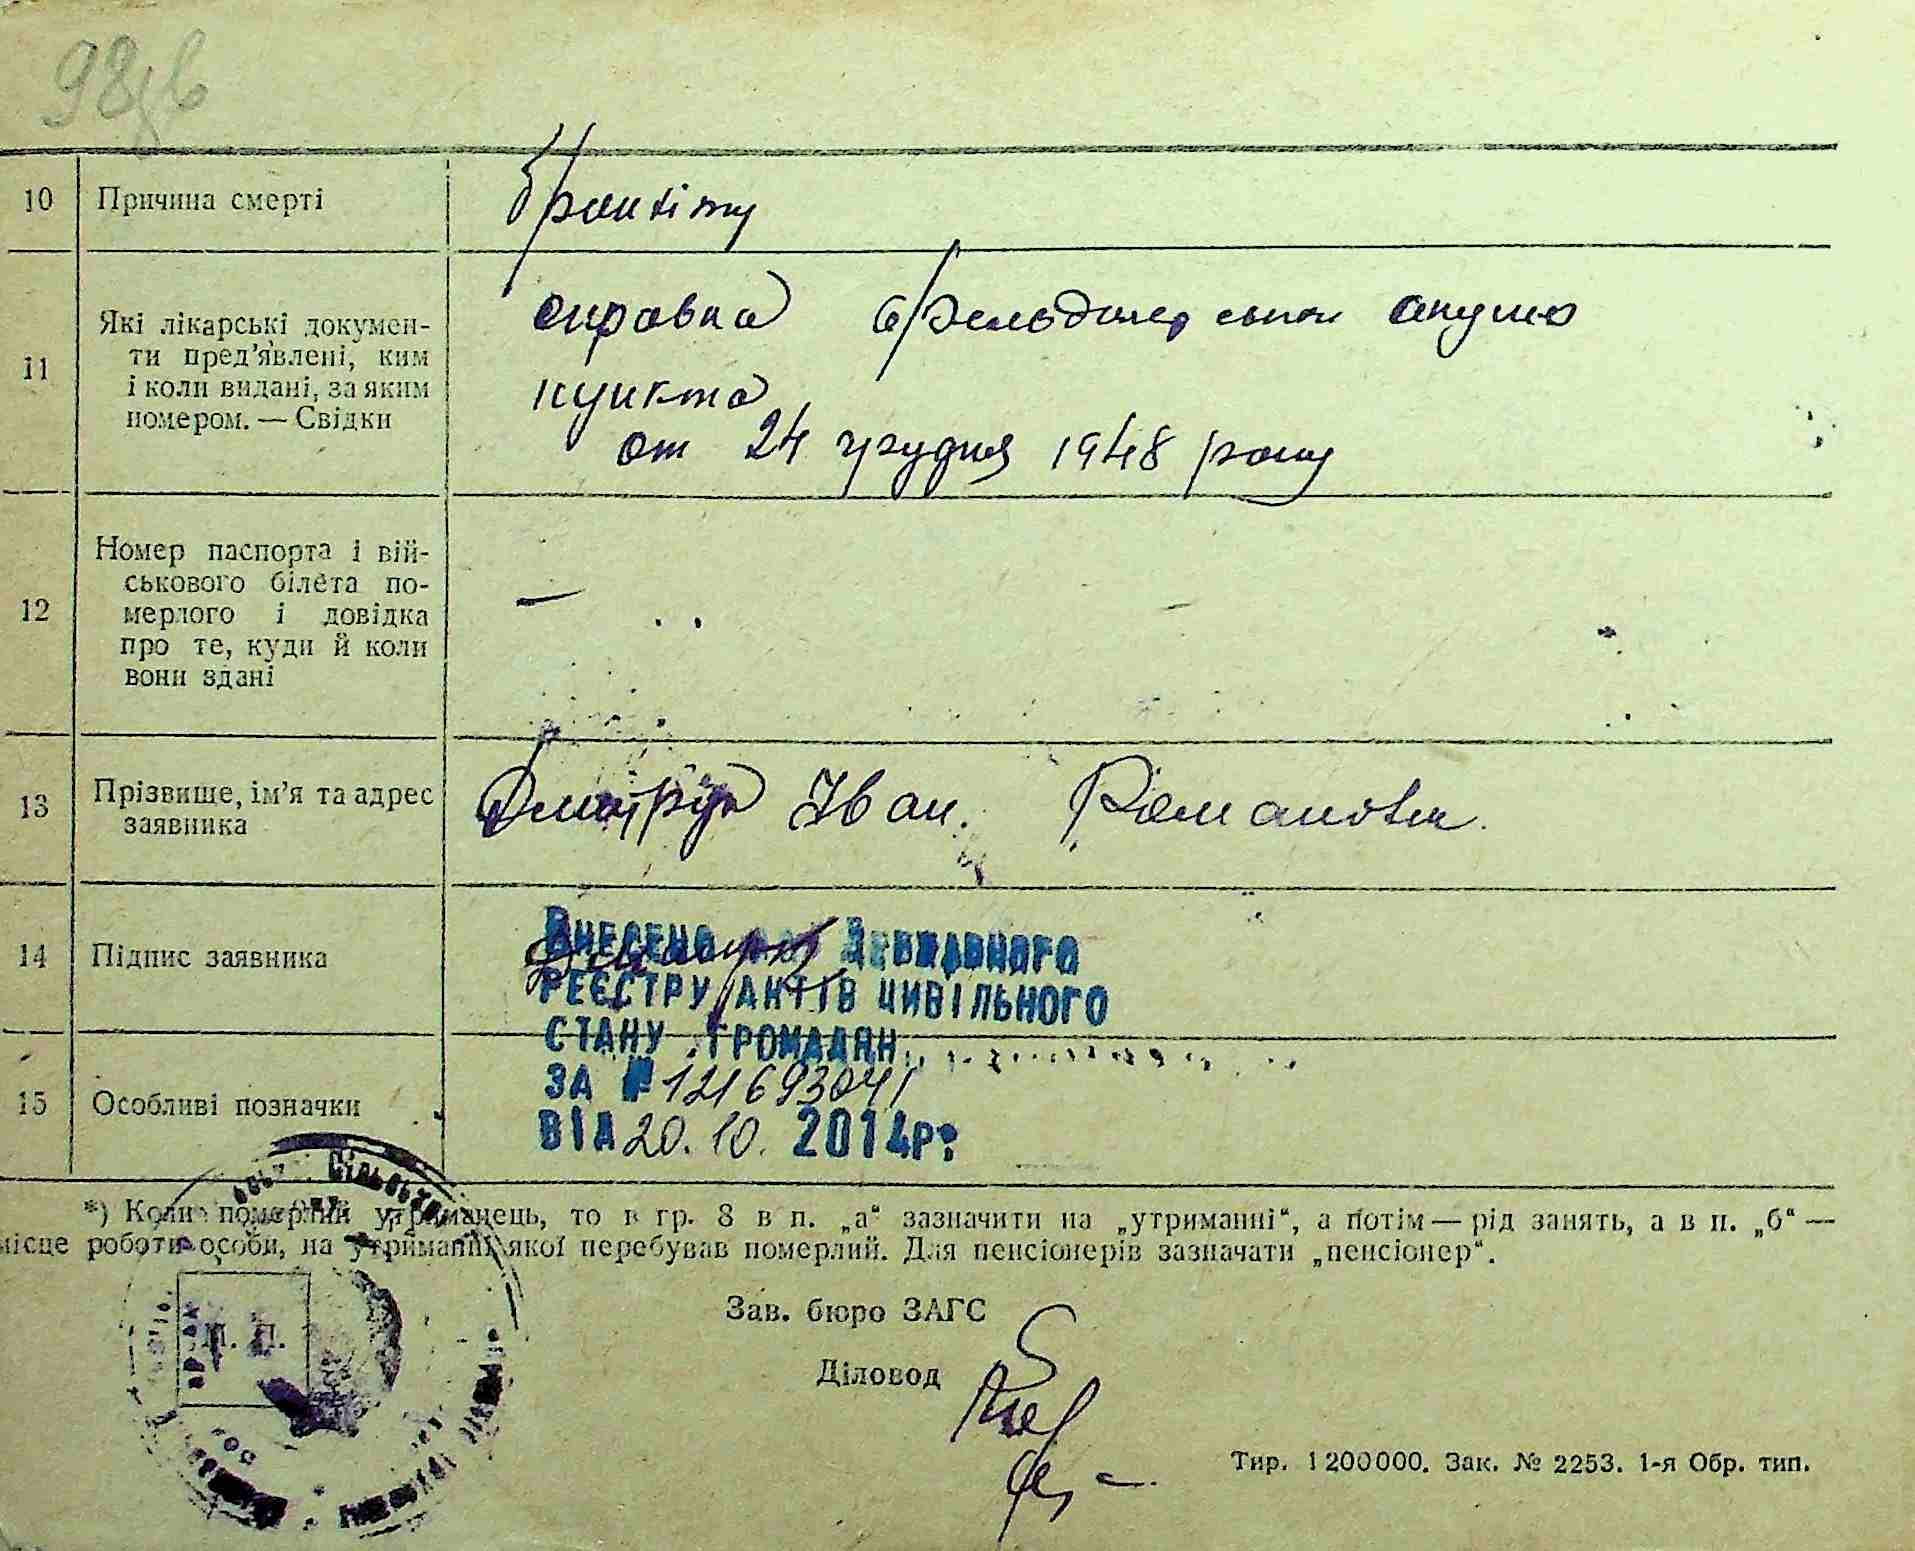 98
10 Причина смерті
Бронхіту
11 Які лікарські докумен-
ти пред’явлені, ким
і коли видані, за яким
номером. — Свідки
справка акуше
пункта
от 24 грудня 1948 року
12 Номер паспорта і вій-
ськового білета по-
мерлого і довідка
про те, куди й коли
вони здані
—
13 Прізвище, ім’я та адрес
заявника
Дмитрук Іван Романович.
14 Підпис заявника
Внесено до Державного
реєстру актів цивільного
стану громадян
за № 121693041
від 20.10. 2014р.
15 Особливі позначки
*) Коли померлий утриманець, то в гр. 8 в п. „а“ зазначити на „утриманні“, а потім — рід занять, а в п. „б“ —
місце роботи особи, на утриманні якої перебував померлий. Для пенсіонерів зазначати „пенсіонер“.
М. П.
Зав. бюро ЗАГС
Діловод
Тир. 1200000. Зак. № 2253. 1-я Обр. тип.